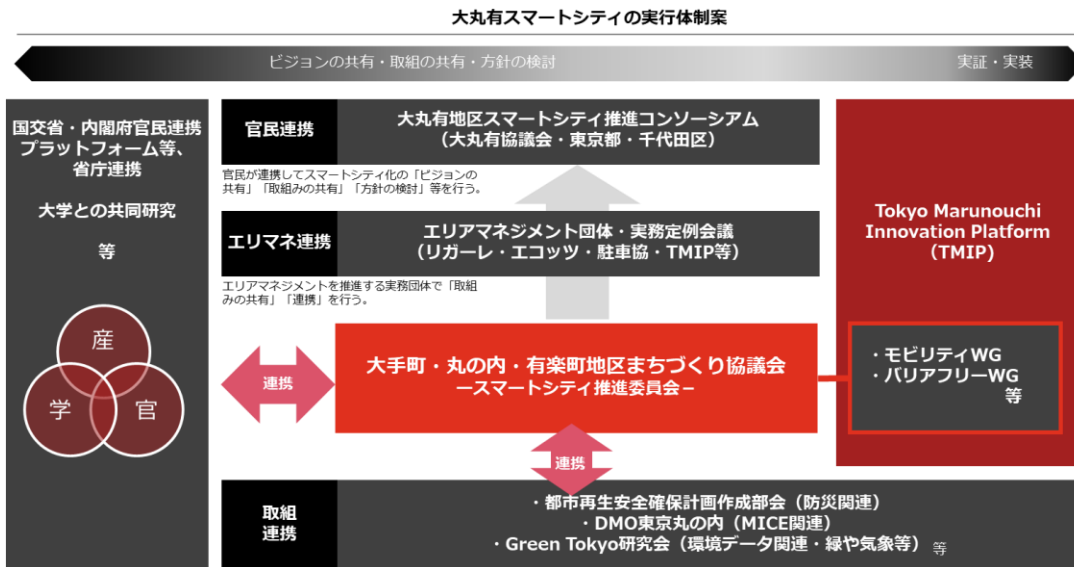 大丸有スマートシティの実行体制案
ビジョンの共有・取組の共有・方針の検討
実証・実装
国交省・内閣府官民連携
プラットフォーム等、
省庁連携
大学との共同研究
等
産
学
官
官民連携
大丸有地区スマートシティ推進コンソーシアム
(大丸有協議会・東京都・千代田区)
官民が連携してスマートシティ化の「ビジョンの
共有」「取組みの共有」「方針の検討」等を行う。
エリマネ連携
エリアマネジメント団体・実務定例会議
(リガーレ・エコッツ・駐車協・TMIP等)
エリアマネジメントを推進する実務団体で「取組
みの共有」「連携」を行う。
連携
大手町・丸の内・有楽町地区まちづくり協議会
ースマートシティ推進委員会−
連携
取組
連携
・都市再生安全確保計画作成部会(防災関連)
・DMO東京丸の内(MICE関連)
・Green Tokyo研究会(環境データ関連・緑や気象等) 等
Tokyo Marunouchi
Innovation Platform
(TMIP)
・モビリティWG
・バリアフリーWG
等